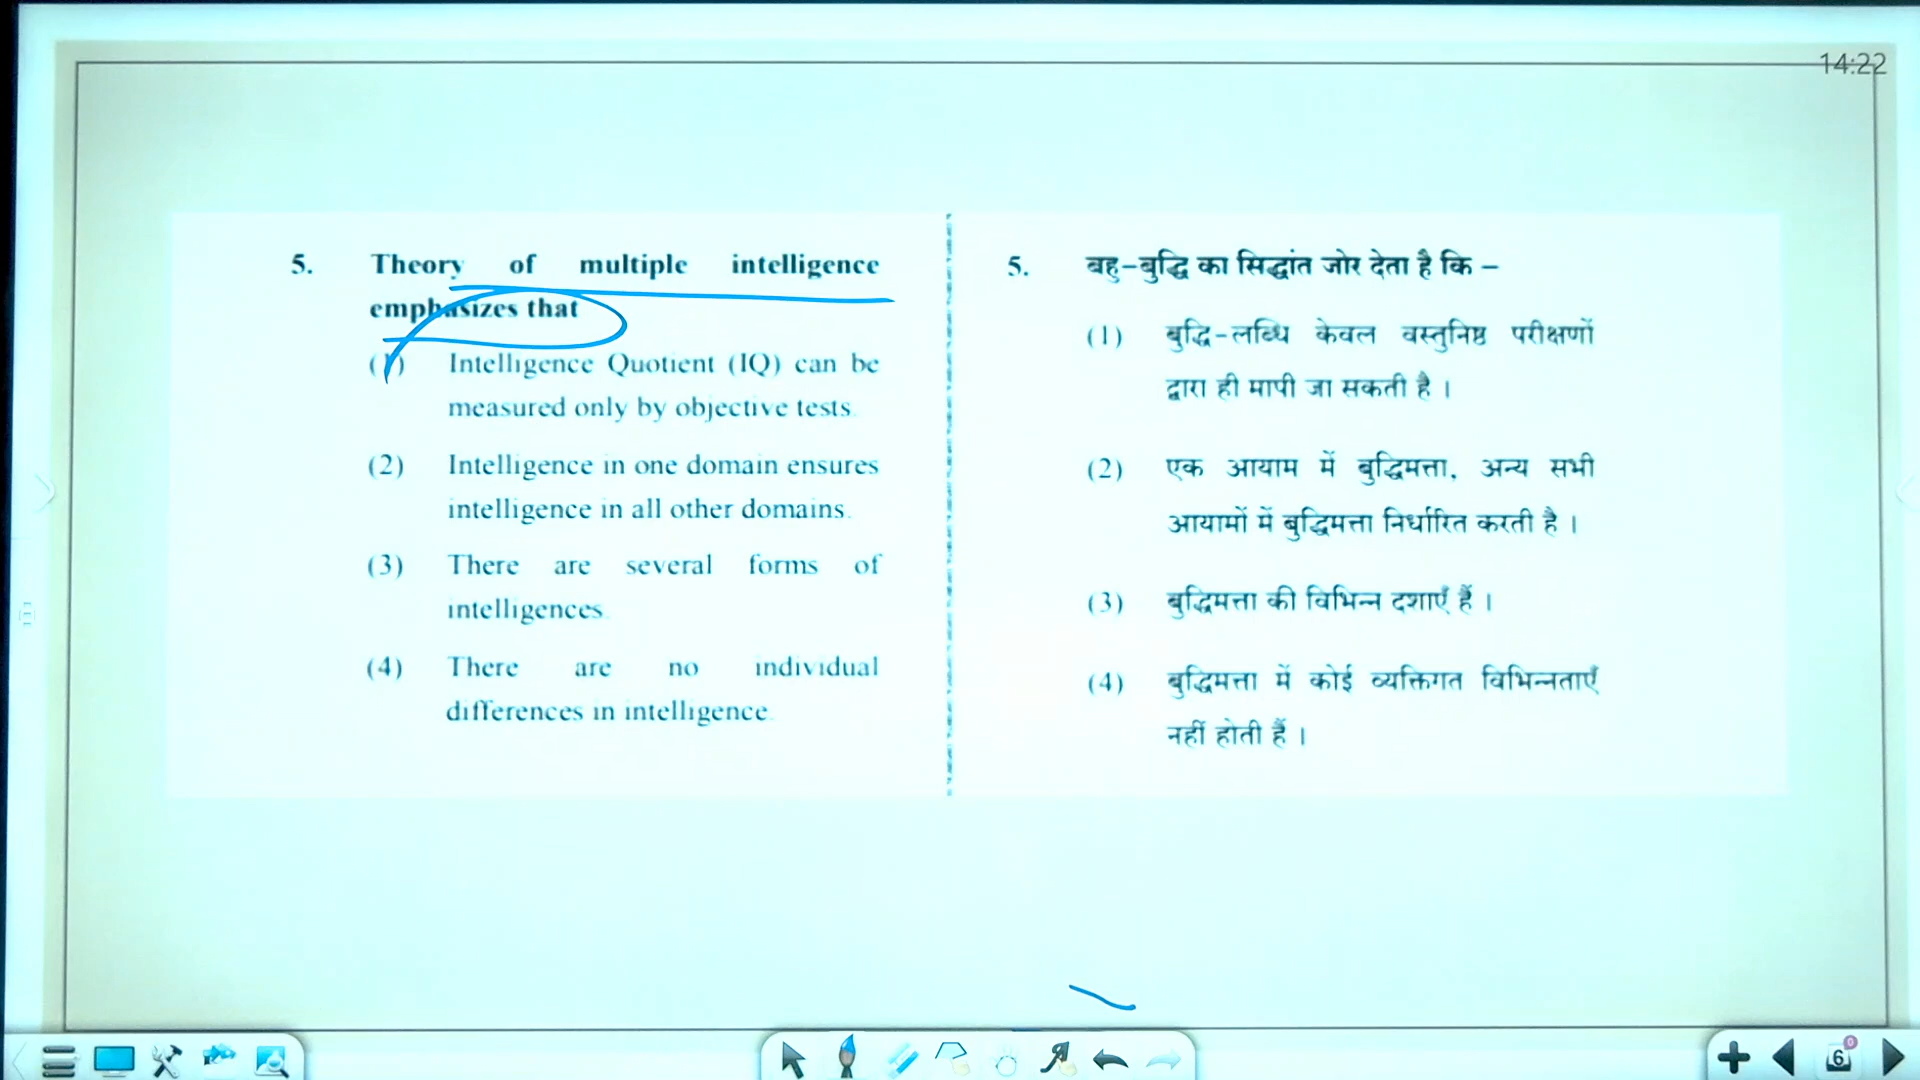 14:22
5. Theory of multiple intelligence
emphasizes that
(1) Intelligence Quotient (IQ) can be
measured only by objective tests.
(2) Intelligence in one domain ensures
intelligence in all other domains.
(3) There are several forms of
intelligences.
(4) There are no individual
differences in intelligence.
5. बहु-बुद्धि का सिद्धांत जोर देता है कि –
(1) बुद्धि-लब्धि केवल वस्तुनिष्ठ परीक्षणों
द्वारा ही मापी जा सकती है ।
(2) एक आयाम में बुद्धिमत्ता, अन्य सभी
आयामों में बुद्धिमत्ता निर्धारित करती है ।
(3) बुद्धिमत्ता की विभिन्न दशाएँ हैं ।
(4) बुद्धिमत्ता में कोई व्यक्तिगत विभिन्नताएँ
नहीं होती हैं ।
6
0